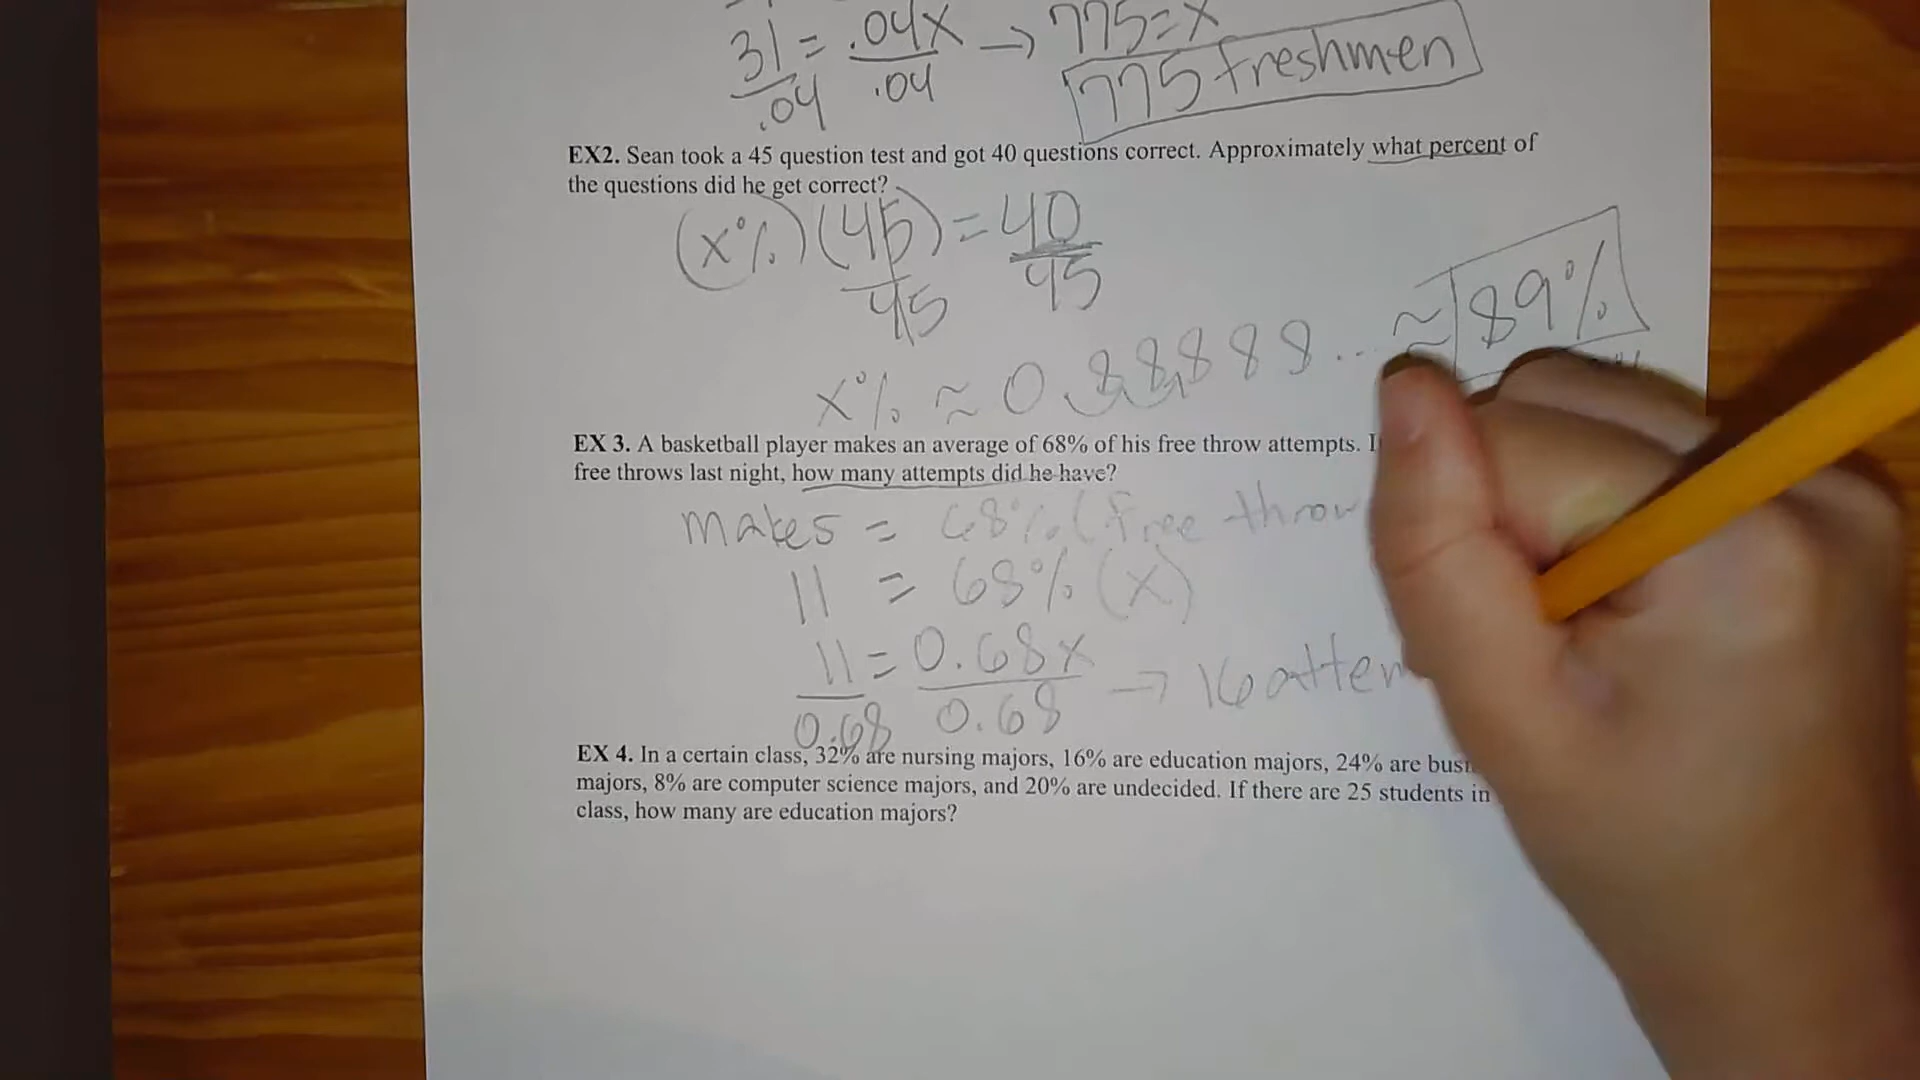 31 = .04x → 775=x
.04 .04
775 freshmen
EX2. Sean took a 45 question test and got 40 questions correct. Approximately what percent of
the questions did he get correct?
(x%)(45)=40
45 45
x% ≈ 0.88888... ≈ 89%
EX 3. A basketball player makes an average of 68% of his free throw attempts.
free throws last night, how many attempts did he have?
makes = 68%(free throw
11 = 68%(x)
11 = 0.68x → 16
0.68 0.68
EX 4. In a certain class, 32% are nursing majors, 16% are education majors, 24% are
majors, 8% are computer science majors, and 20% are undecided. If there are 25 students in
class, how many are education majors?